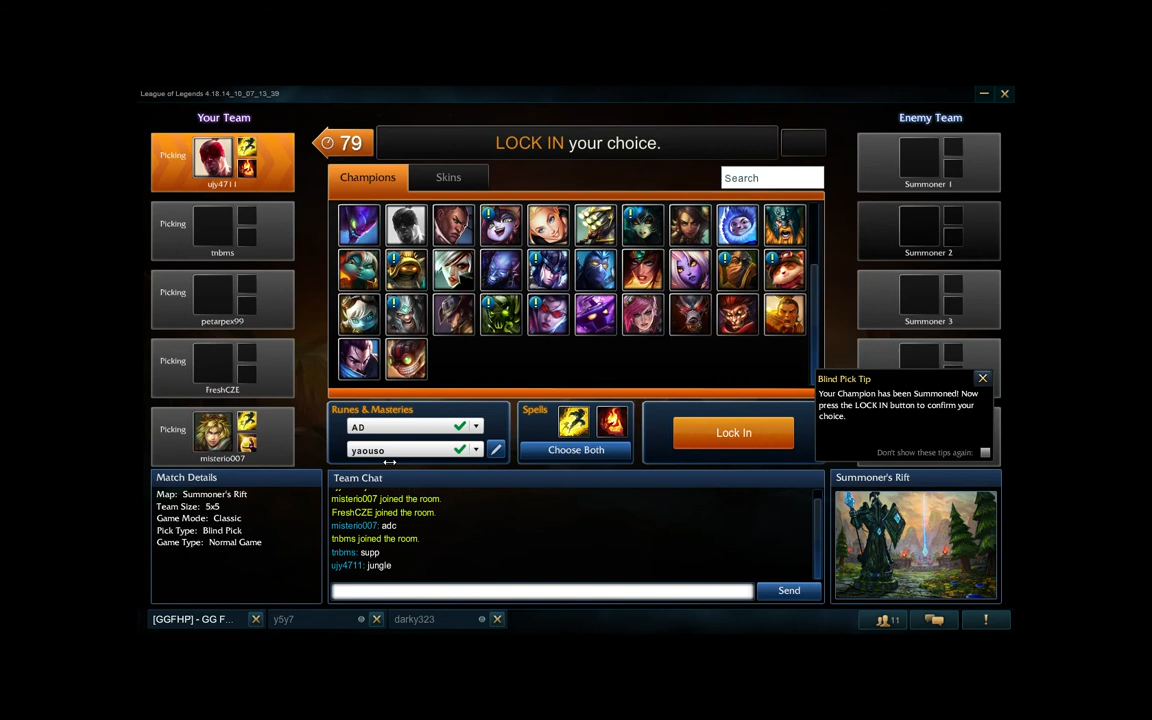 League of Legends 4.18.14_10_07_13_39
Your Team
79
LOCK IN your choice.
Enemy Team
Picking
ujy4711
Picking
tnbms
Picking
petarpex99
Picking
FreshCZE
Picking
misterio007
Champions
Skins
Search
Summoner 1
Summoner 2
Summoner 3
Blind Pick Tip
Your Champion has been Summoned! Now
press the LOCK IN button to confirm your
choice.
Don't show these tips again:
Runes & Masteries
AD
yaouso
Spells
Choose Both
Lock In
Match Details
Map: Summoner's Rift
Team Size: 5x5
Game Mode: Classic
Pick Type: Blind Pick
Game Type: Normal Game
Team Chat
misterio007 joined the room.
FreshCZE joined the room.
misterio007: adc
tnbms joined the room.
tnbms: supp
ujy4711: jungle
Send
Summoner's Rift
[GGFHP] - GG F...
y5y7
darky323
11